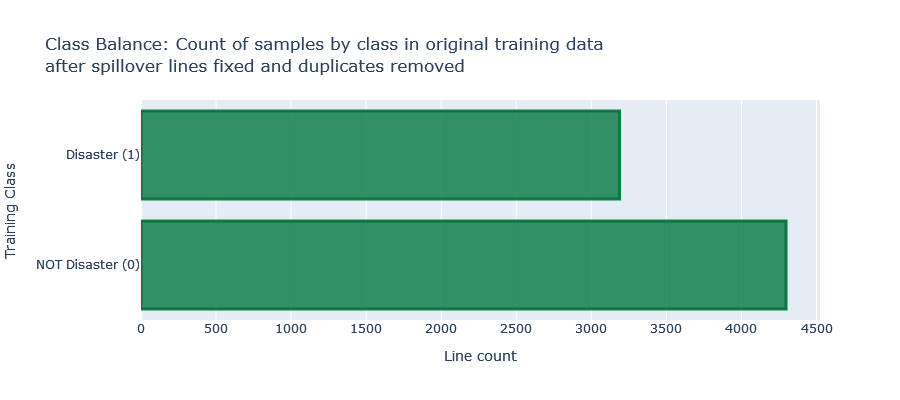 Class Balance: Count of samples by class in original training data
after spillover lines fixed and duplicates removed
Training Class
Disaster (1)
NOT Disaster (0)
0 500 1000 1500 2000 2500 3000 3500 4000 4500
Line count